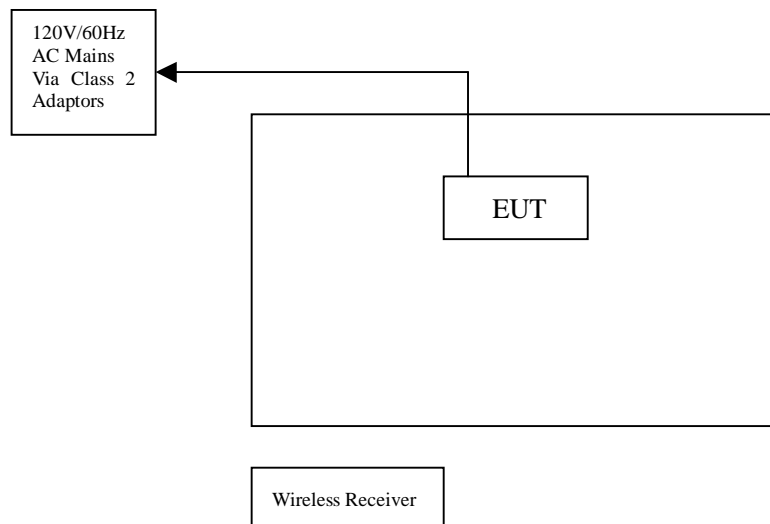 120V/60Hz
AC Mains
Via Class 2
Adaptors
EUT
Wireless Receiver